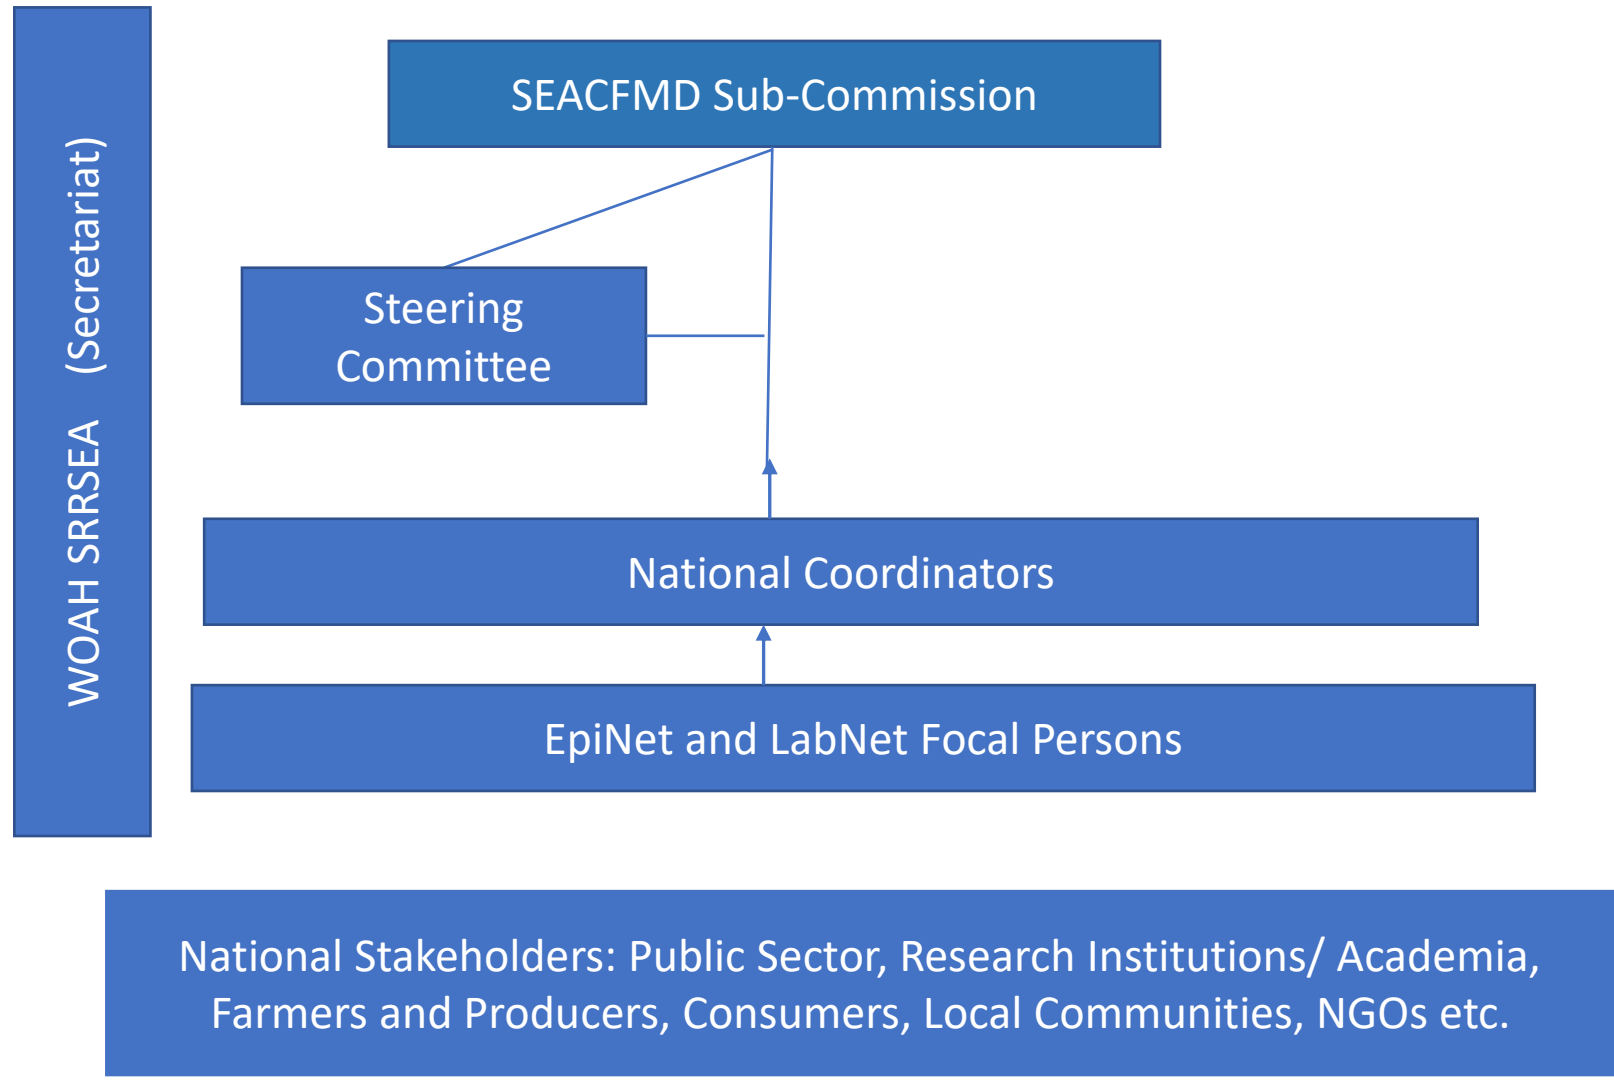 WOAH SRRSEA (Secretariat)
SEACFMD Sub-Commission
Steering
Committee
National Coordinators
EpiNet and LabNet Focal Persons
National Stakeholders: Public Sector, Research Institutions/ Academia,
Farmers and Producers, Consumers, Local Communities, NGOs etc.